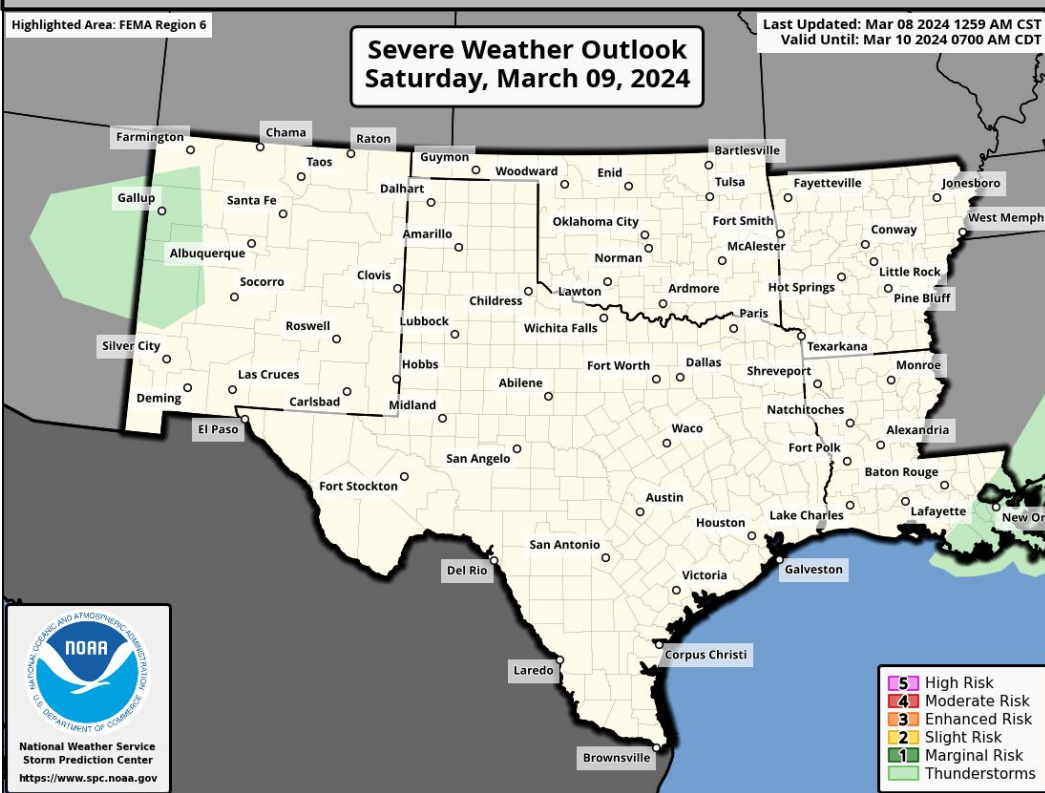 Highlighted Area: FEMA Region 6
Last Updated: Mar 08 2024 1259 AM CST
Valid Until: Mar 10 2024 0700 AM CDT
Severe Weather Outlook
Saturday, March 09, 2024
Farmington
Chama
Raton
Taos
Guymon
Woodward
Enid
Bartlesville
Tulsa
Fayetteville
Jonesboro
Gallup
Santa Fe
Dalhart
Oklahoma City
Fort Smith
West Memph
Albuquerque
Amarillo
Norman
McAlester
Conway
Socorro
Clovis
Childress
Lawton
Ardmore
Hot Springs
Little Rock
Pine Bluff
Roswell
Lubbock
Wichita Falls
Paris
Texarkana
Silver City
Las Cruces
Hobbs
Fort Worth
Dallas
Shreveport
Monroe
Deming
Carlsbad
Midland
Abilene
Natchitoches
El Paso
Waco
Alexandria
San Angelo
Fort Polk
Fort Stockton
Baton Rouge
Austin
Lake Charles
Lafayette
New Or
Houston
San Antonio
Del Rio
Galveston
Victoria
Corpus Christi
Laredo
Brownsville
NATIONAL OCEANIC AND ATMOSPHERIC ADMINISTRATION
NOAA
U.S. DEPARTMENT OF COMMERCE
National Weather Service
Storm Prediction Center
https://www.spc.noaa.gov
5 High Risk
4 Moderate Risk
3 Enhanced Risk
2 Slight Risk
1 Marginal Risk
Thunderstorms